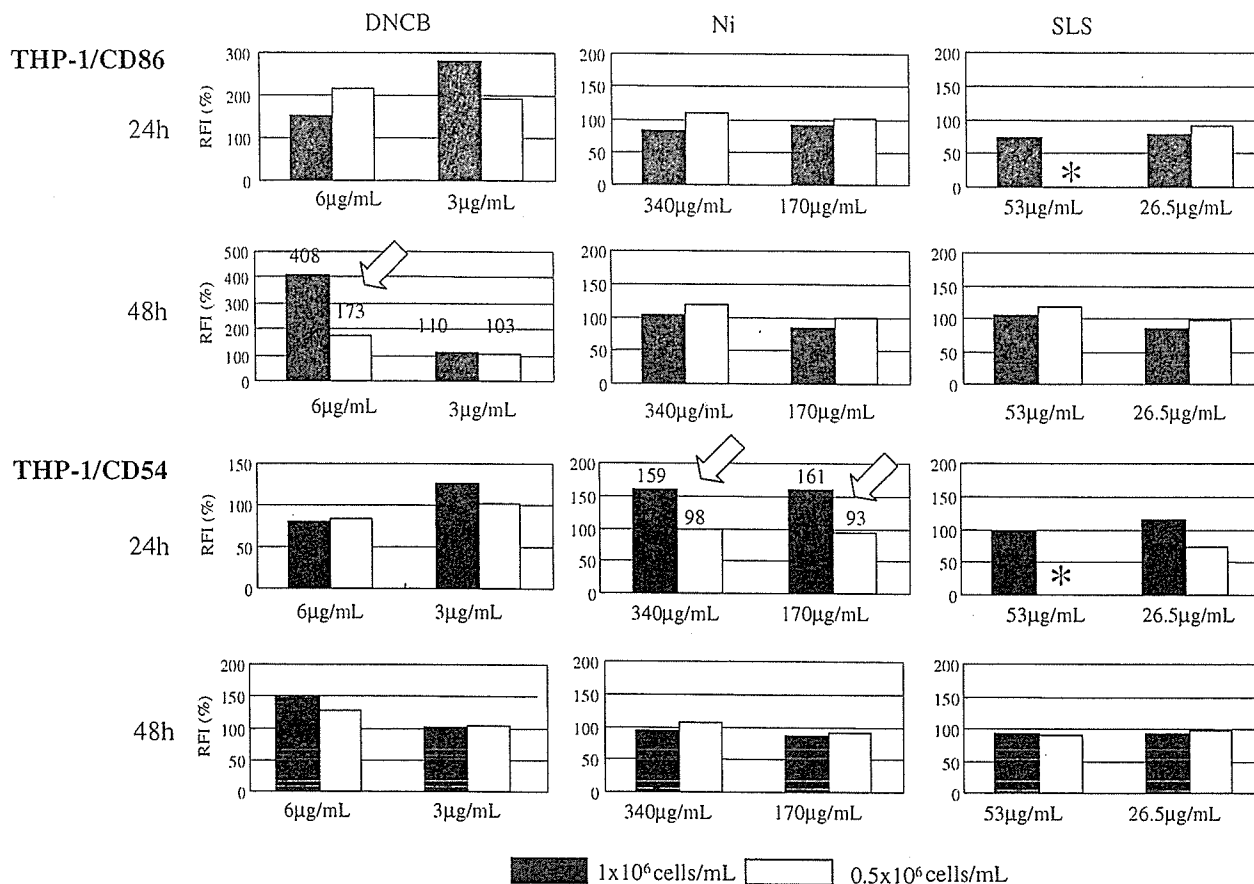 DNCB Ni SLS
THP-1/CD86
24h
RFI (%)
300
200
100
0
6µg/mL 3µg/mL
200
150
100
50
0
340µg/mL 170µg/mL
200
150
100
50
0
*
53µg/mL 26.5µg/mL
48h
RFI (%)
500
400
300
200
100
0
408
173
110 103
6µg/mL 3µg/mL
200
150
100
50
0
340µg/mL 170µg/mL
200
150
100
50
0
53µg/mL 26.5µg/mL
THP-1/CD54
24h
RFI (%)
150
100
50
0
6µg/mL 3µg/mL
200
150
100
50
0
159
98
161
93
340µg/mL 170µg/mL
200
150
100
50
0
*
53µg/mL 26.5µg/mL
48h
RFI (%)
200
150
100
50
0
6µg/mL 3µg/mL
200
150
100
50
0
340µg/mL 170µg/mL
200
150
100
50
0
53µg/mL 26.5µg/mL
1x10⁶cells/mL 0.5x10⁶cells/mL